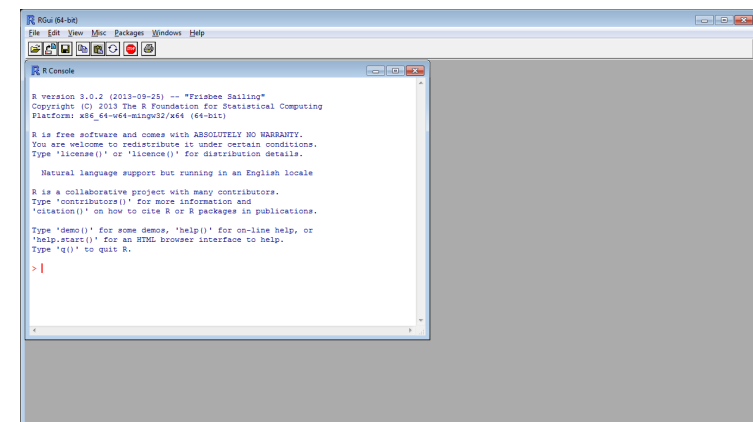 RGui (64-bit)
File Edit View Misc Packages Windows Help
R Console
R version 3.0.2 (2013-09-25) -- "Frisbee Sailing"
Copyright (C) 2013 The R Foundation for Statistical Computing
Platform: x86_64-w64-mingw32/x64 (64-bit)
R is free software and comes with ABSOLUTELY NO WARRANTY.
You are welcome to redistribute it under certain conditions.
Type 'license()' or 'licence()' for distribution details.
Natural language support but running in an English locale
R is a collaborative project with many contributors.
Type 'contributors()' for more information and
'citation()' on how to cite R or R packages in publications.
Type 'demo()' for some demos, 'help()' for on-line help, or
'help.start()' for an HTML browser interface to help.
Type 'q()' to quit R.
>